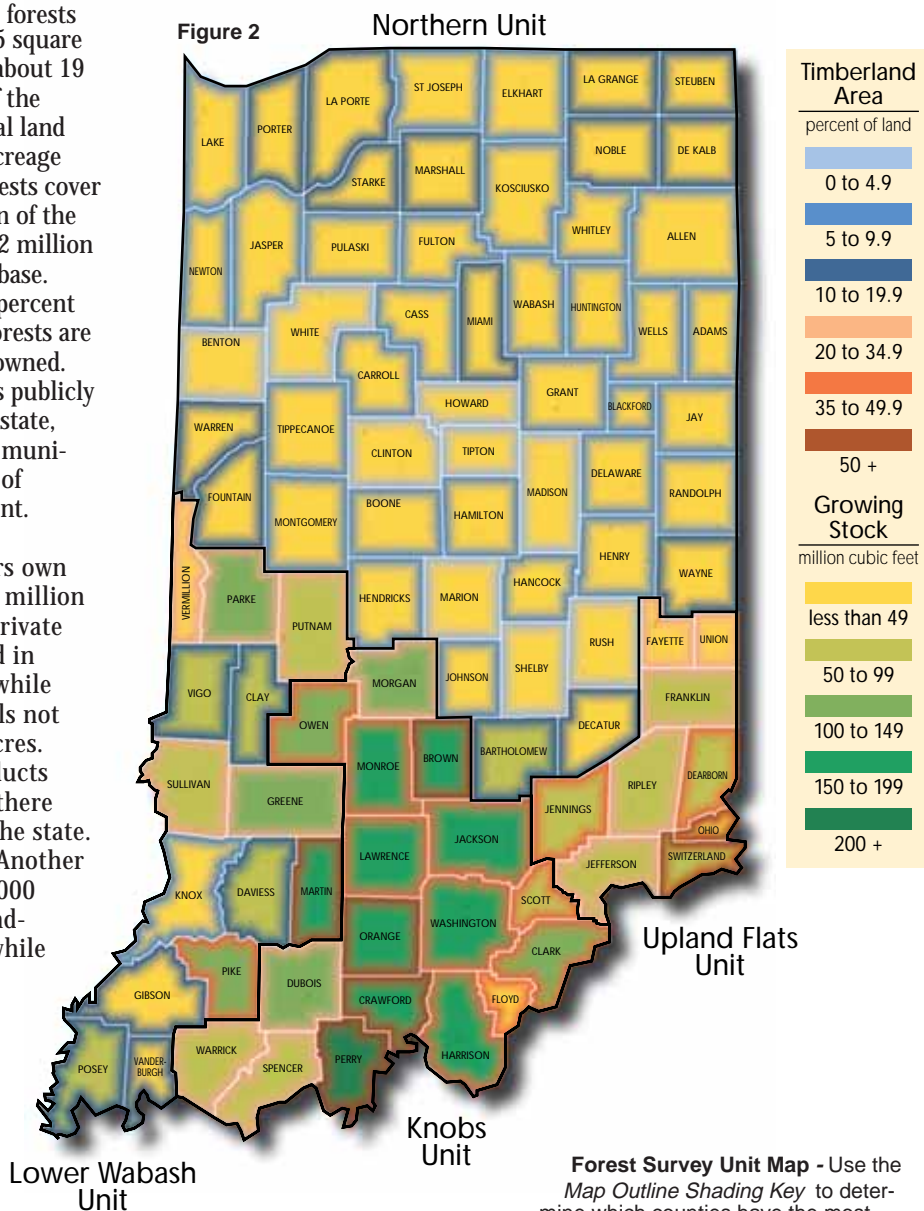 forests
5 square
about 19
f the
al land
creage
ests cover
n of the
2 million
base.
percent
orests are
owned.
s publicly
state,
muni-
of
nt.
rs own
million
rivate
d in
while
ls not
cres.
ducts
there
he state.
Another
000
nd-
while
Figure 2
Northern Unit
LAKE
PORTER
LA PORTE
ST JOSEPH
ELKHART
LA GRANGE
STEUBEN
STARKE
MARSHALL
KOSCIUSKO
NOBLE
DE KALB
NEWTON
JASPER
PULASKI
FULTON
WHITLEY
ALLEN
BENTON
WHITE
CASS
MIAMI
WABASH
HUNTINGTON
WELLS
ADAMS
CARROLL
HOWARD
GRANT
BLACKFORD
JAY
WARREN
TIPPECANOE
CLINTON
TIPTON
MADISON
DELAWARE
RANDOLPH
FOUNTAIN
MONTGOMERY
BOONE
HAMILTON
HENRY
WAYNE
VERMILLION
PARKE
PUTNAM
HENDRICKS
MARION
HANCOCK
RUSH
FAYETTE
UNION
VIGO
CLAY
OWEN
MORGAN
JOHNSON
SHELBY
DECATUR
FRANKLIN
SULLIVAN
GREENE
MONROE
BROWN
BARTHOLOMEW
JENNINGS
RIPLEY
DEARBORN
OHIO
SWITZERLAND
JEFFERSON
KNOX
DAVIESS
MARTIN
LAWRENCE
JACKSON
SCOTT
ORANGE
WASHINGTON
CLARK
GIBSON
PIKE
DUBOIS
CRAWFORD
FLOYD
HARRISON
POSEY
VANDER-
BURGH
WARRICK
SPENCER
PERRY
Upland Flats
Unit
Knobs
Unit
Lower Wabash
Unit
Timberland
Area
percent of land
0 to 4.9
5 to 9.9
10 to 19.9
20 to 34.9
35 to 49.9
50 +
Growing
Stock
million cubic feet
less than 49
50 to 99
100 to 149
150 to 199
200 +
Forest Survey Unit Map - Use the
Map Outline Shading Key to deter-
mine which counties have the most